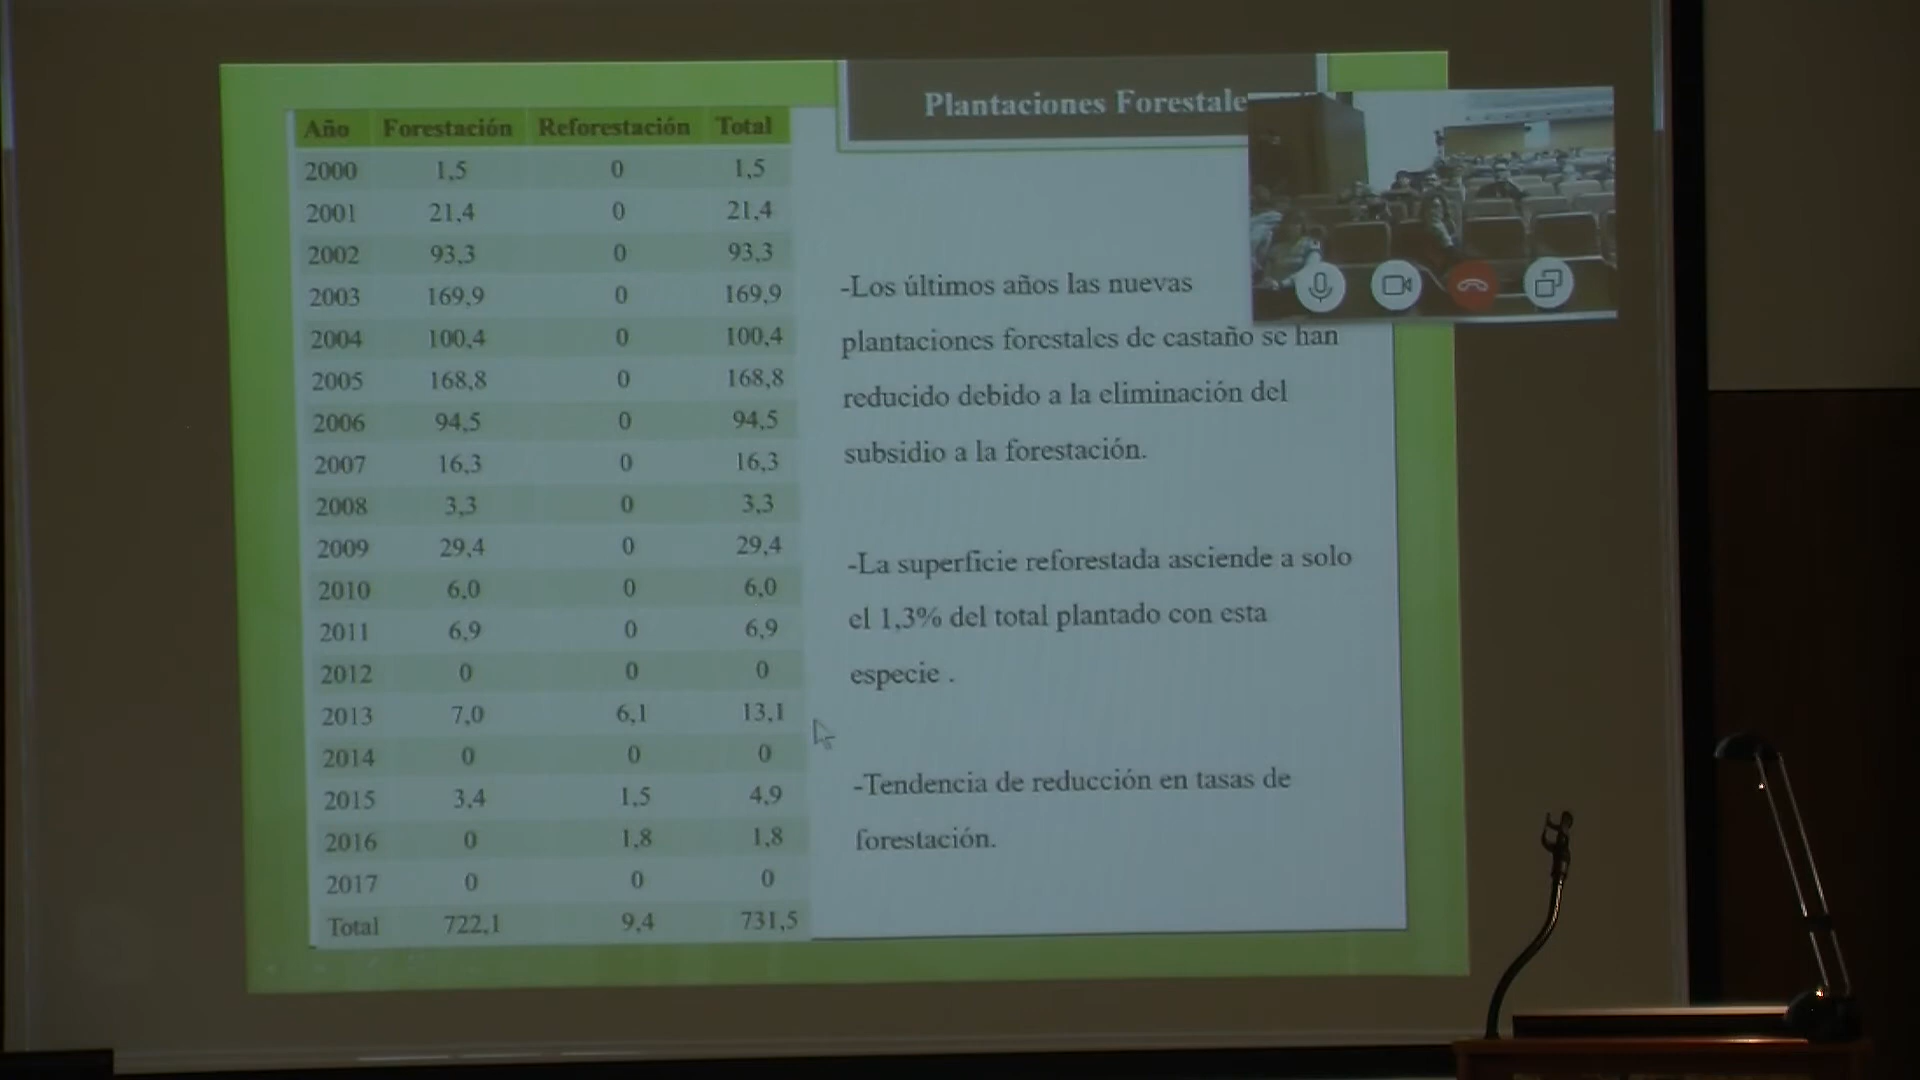 Plantaciones Forestale
Año Forestación Reforestación Total
2000 1,5 0 1,5
2001 21,4 0 21,4
2002 93,3 0 93,3
2003 169,9 0 169,9
2004 100,4 0 100,4
2005 168,8 0 168,8
2006 94,5 0 94,5
2007 16,3 0 16,3
2008 3,3 0 3,3
2009 29,4 0 29,4
2010 6,0 0 6,0
2011 6,9 0 6,9
2012 0 0 0
2013 7,0 6,1 13,1
2014 0 0 0
2015 3,4 1,5 4,9
2016 0 1,8 1,8
2017 0 0 0
Total 722,1 9,4 731,5
-Los últimos años las nuevas
plantaciones forestales de castaño se han
reducido debido a la eliminación del
subsidio a la forestación.
-La superficie reforestada asciende a solo
el 1,3% del total plantado con esta
especie .
-Tendencia de reducción en tasas de
forestación.